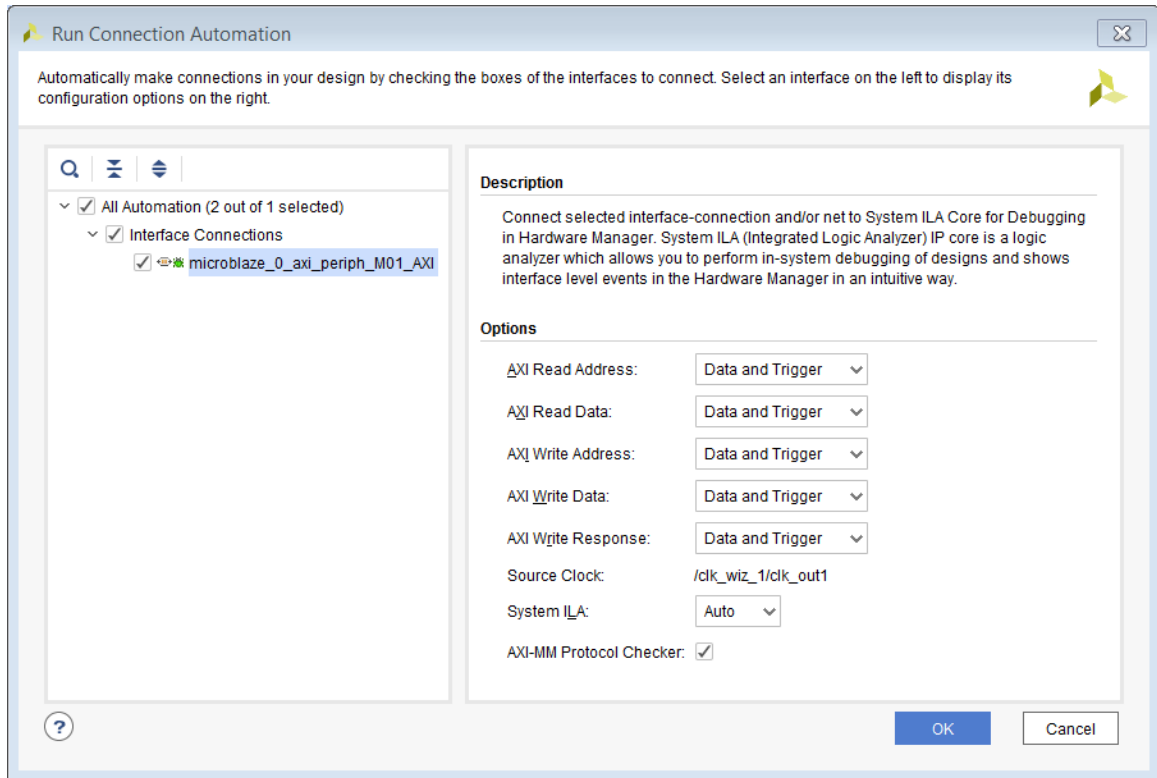 Run Connection Automation
Automatically make connections in your design by checking the boxes of the interfaces to connect. Select an interface on the left to display its
configuration options on the right.
All Automation (2 out of 1 selected)
Interface Connections
microblaze_0_axi_periph_M01_AXI
Description
Connect selected interface-connection and/or net to System ILA Core for Debugging
in Hardware Manager. System ILA (Integrated Logic Analyzer) IP core is a logic
analyzer which allows you to perform in-system debugging of designs and shows
interface level events in the Hardware Manager in an intuitive way.
Options
AXI Read Address: Data and Trigger
AXI Read Data: Data and Trigger
AXI Write Address: Data and Trigger
AXI Write Data: Data and Trigger
AXI Write Response: Data and Trigger
Source Clock: /clk_wiz_1/clk_out1
System ILA: Auto
AXI-MM Protocol Checker:
? OK Cancel